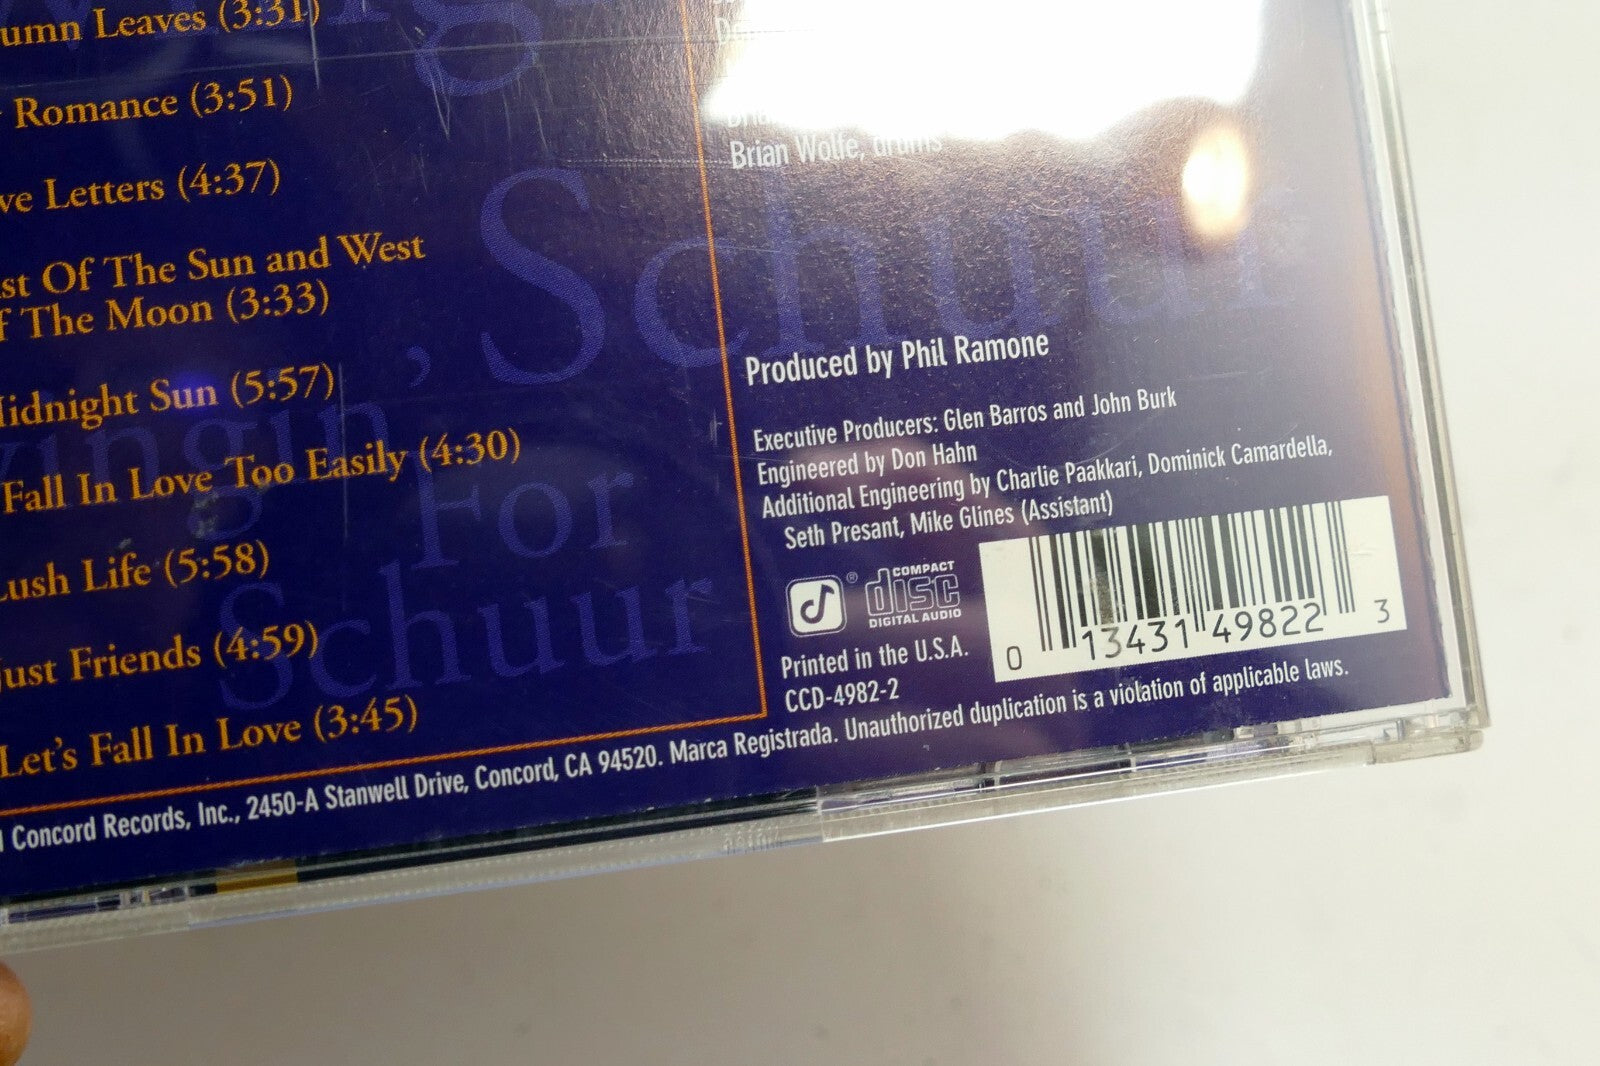 umn Leaves (3:31)
Romance (3:51)
ve Letters (4:37)
st Of The Sun and West
f The Moon (3:33)
idnight Sun (5:57)
Fall In Love Too Easily (4:30)
Lush Life (5:58)
Just Friends (4:59)
Let's Fall In Love (3:45)
Swingin'
For
Schuur
, Schuur
Brian Wolfe, drums
Produced by Phil Ramone
Executive Producers: Glen Barros and John Burk
Engineered by Don Hahn
Additional Engineering by Charlie Paakkari, Dominick Camardella,
Seth Presant, Mike Glines (Assistant)
® COMPACT
disc
DIGITAL AUDIO
0 13431 49822 3
Printed in the U.S.A.
CCD-4982-2
Concord Records, Inc., 2450-A Stanwell Drive, Concord, CA 94520. Marca Registrada. Unauthorized duplication is a violation of applicable laws.